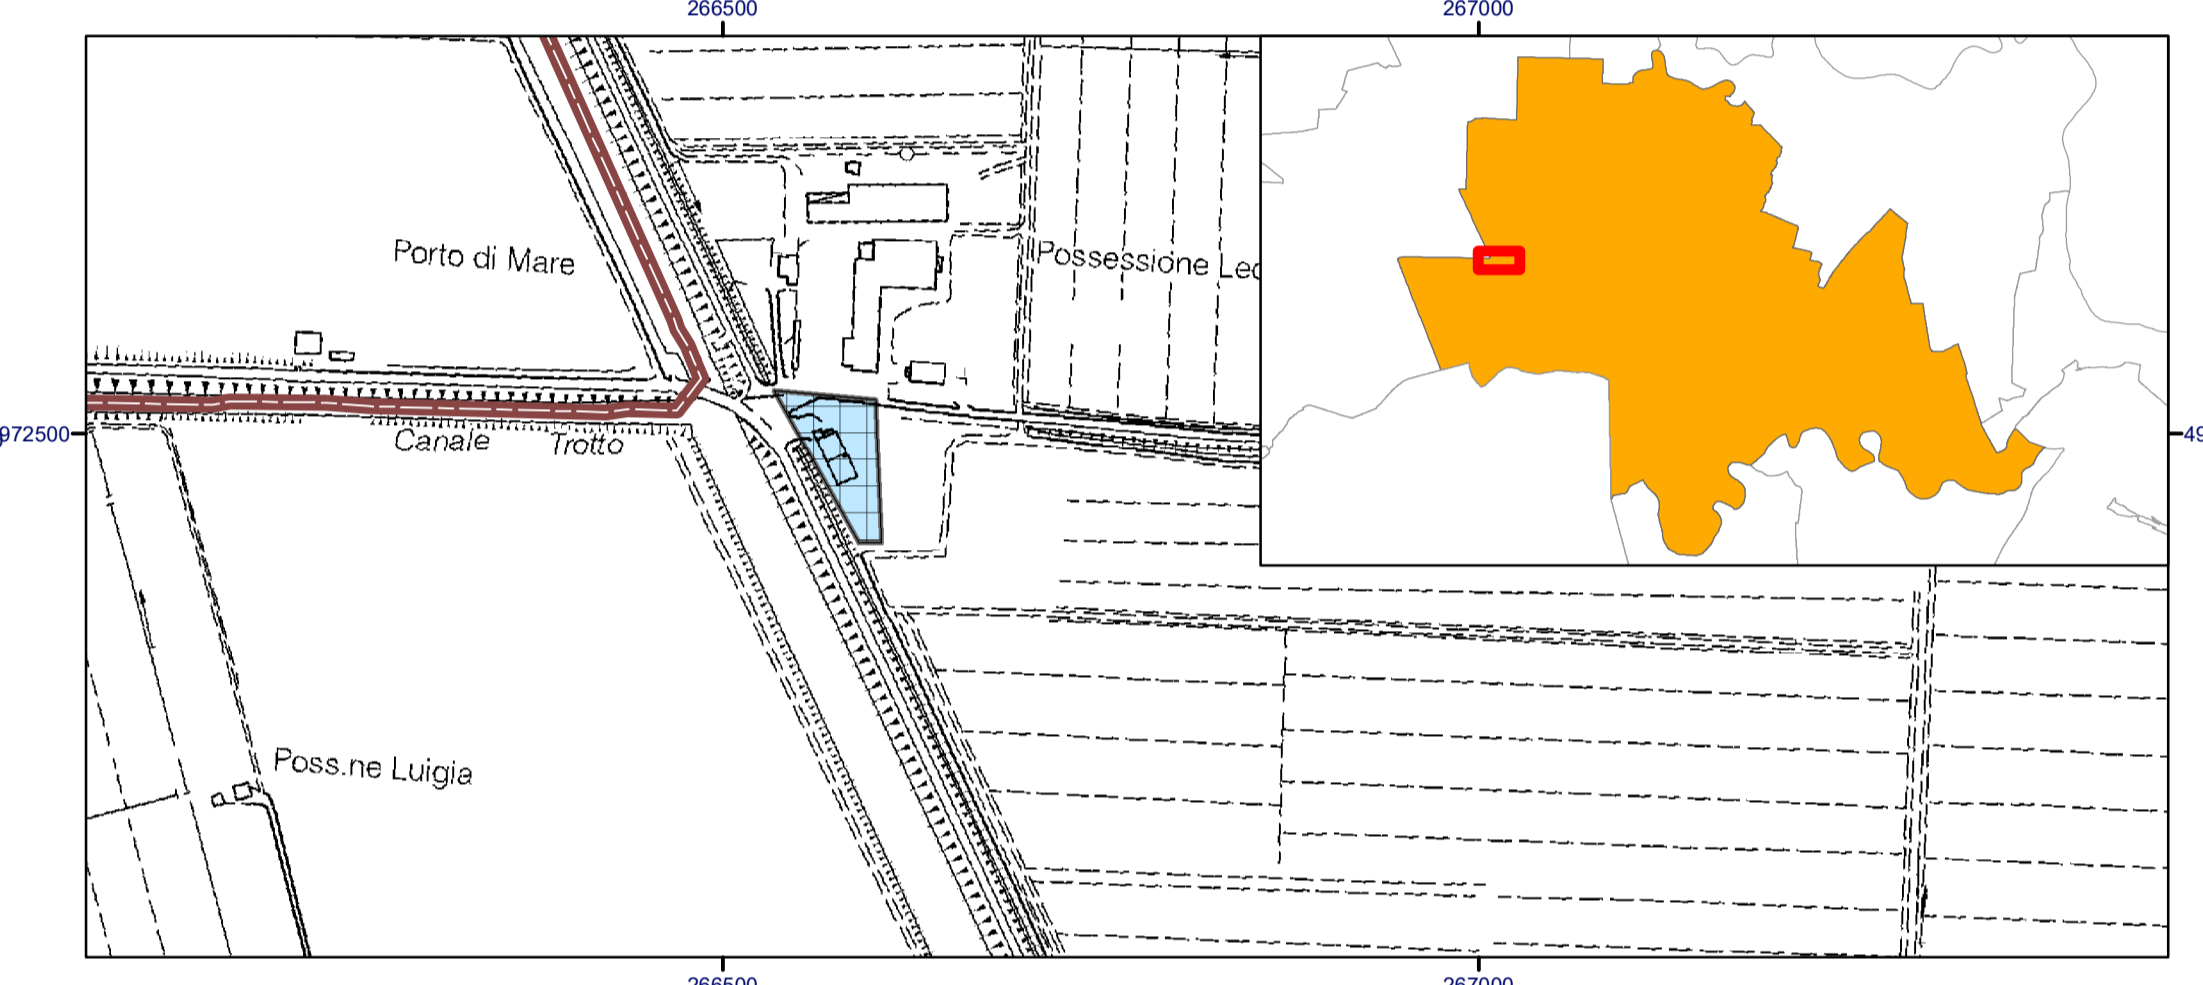 266500 267000
Porto di Mare
Possessione
972500
Canale Trotto
Poss.ne Luigia
266500 267000